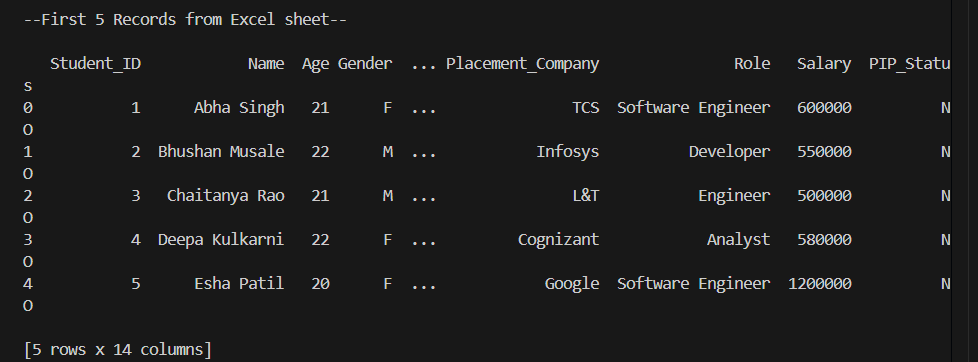 --First 5 Records from Excel sheet--
Student_ID Name Age Gender ... Placement_Company Role Salary PIP_Statu
s
0 1 Abha Singh 21 F ... TCS Software Engineer 600000 N
O
1 2 Bhushan Musale 22 M ... Infosys Developer 550000 N
O
2 3 Chaitanya Rao 21 M ... L&T Engineer 500000 N
O
3 4 Deepa Kulkarni 22 F ... Cognizant Analyst 580000 N
O
4 5 Esha Patil 20 F ... Google Software Engineer 1200000 N
O
[5 rows x 14 columns]